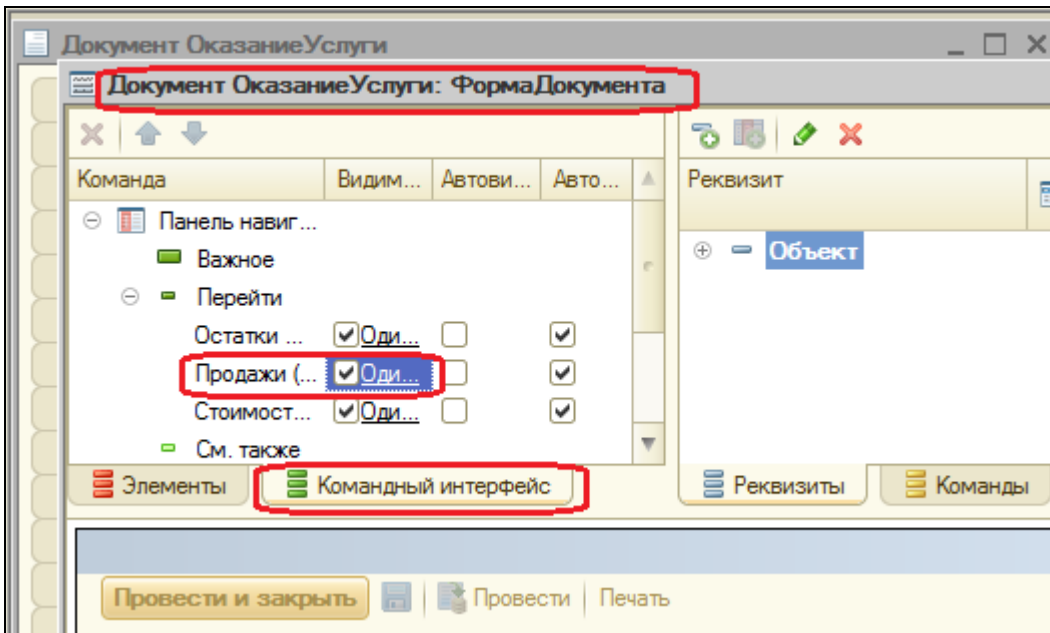 Документ ОказаниеУслуги
Документ ОказаниеУслуги: ФормаДокумента
Команда Видим... Автови... Авто... Реквизит
Панель навиг...
Важное
Объект
Перейти
Остатки ... Оди...
Продажи (... Оди...
Стоимост... Оди...
См. также
Элементы Командный интерфейс Реквизиты Команды
Провести и закрыть Провести Печать